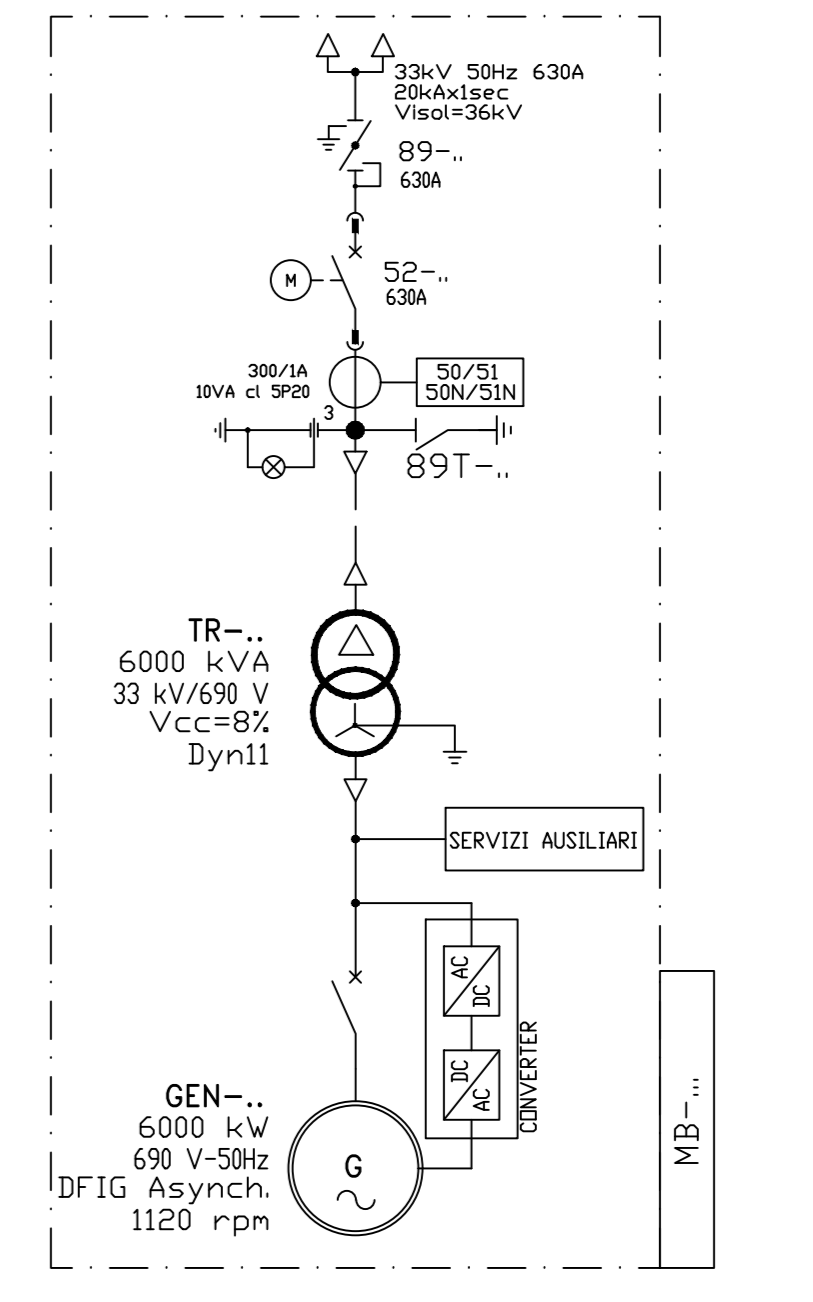 33kV 50Hz 630A
20kAx1sec
Visol=36kV
89-..
630A
M
52-..
630A
300/1A
10VA cl 5P20
50/51
50N/51N
3
89T-..
TR-..
6000 kVA
33 kV/690 V
Vcc=8%
Dyn11
SERVIZI AUSILIARI
AC
DC
DC
AC
CONVERTER
GEN-..
6000 kW
690 V-50Hz
DFIG Asynch.
1120 rpm
G
MB-...